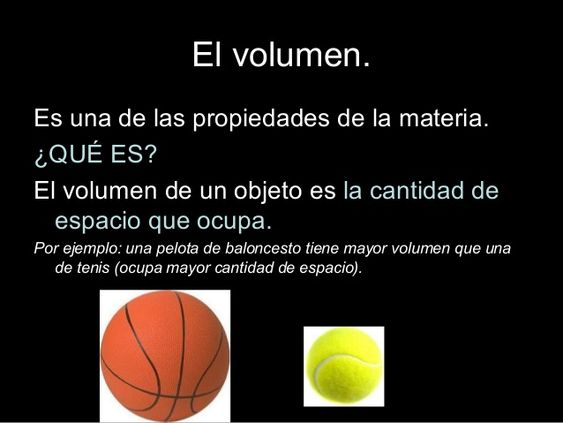 El volumen.
Es una de las propiedades de la materia.
¿QUÉ ES?
El volumen de un objeto es la cantidad de
espacio que ocupa.
Por ejemplo: una pelota de baloncesto tiene mayor volumen que una
de tenis (ocupa mayor cantidad de espacio).